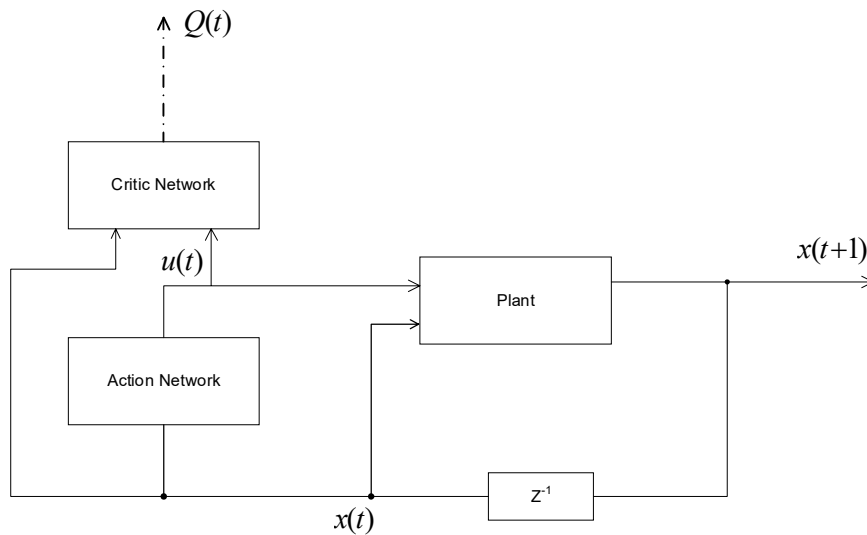 Q(t)
Critic Network
u(t)
x(t+1)
Plant
Action Network
Z⁻¹
x(t)